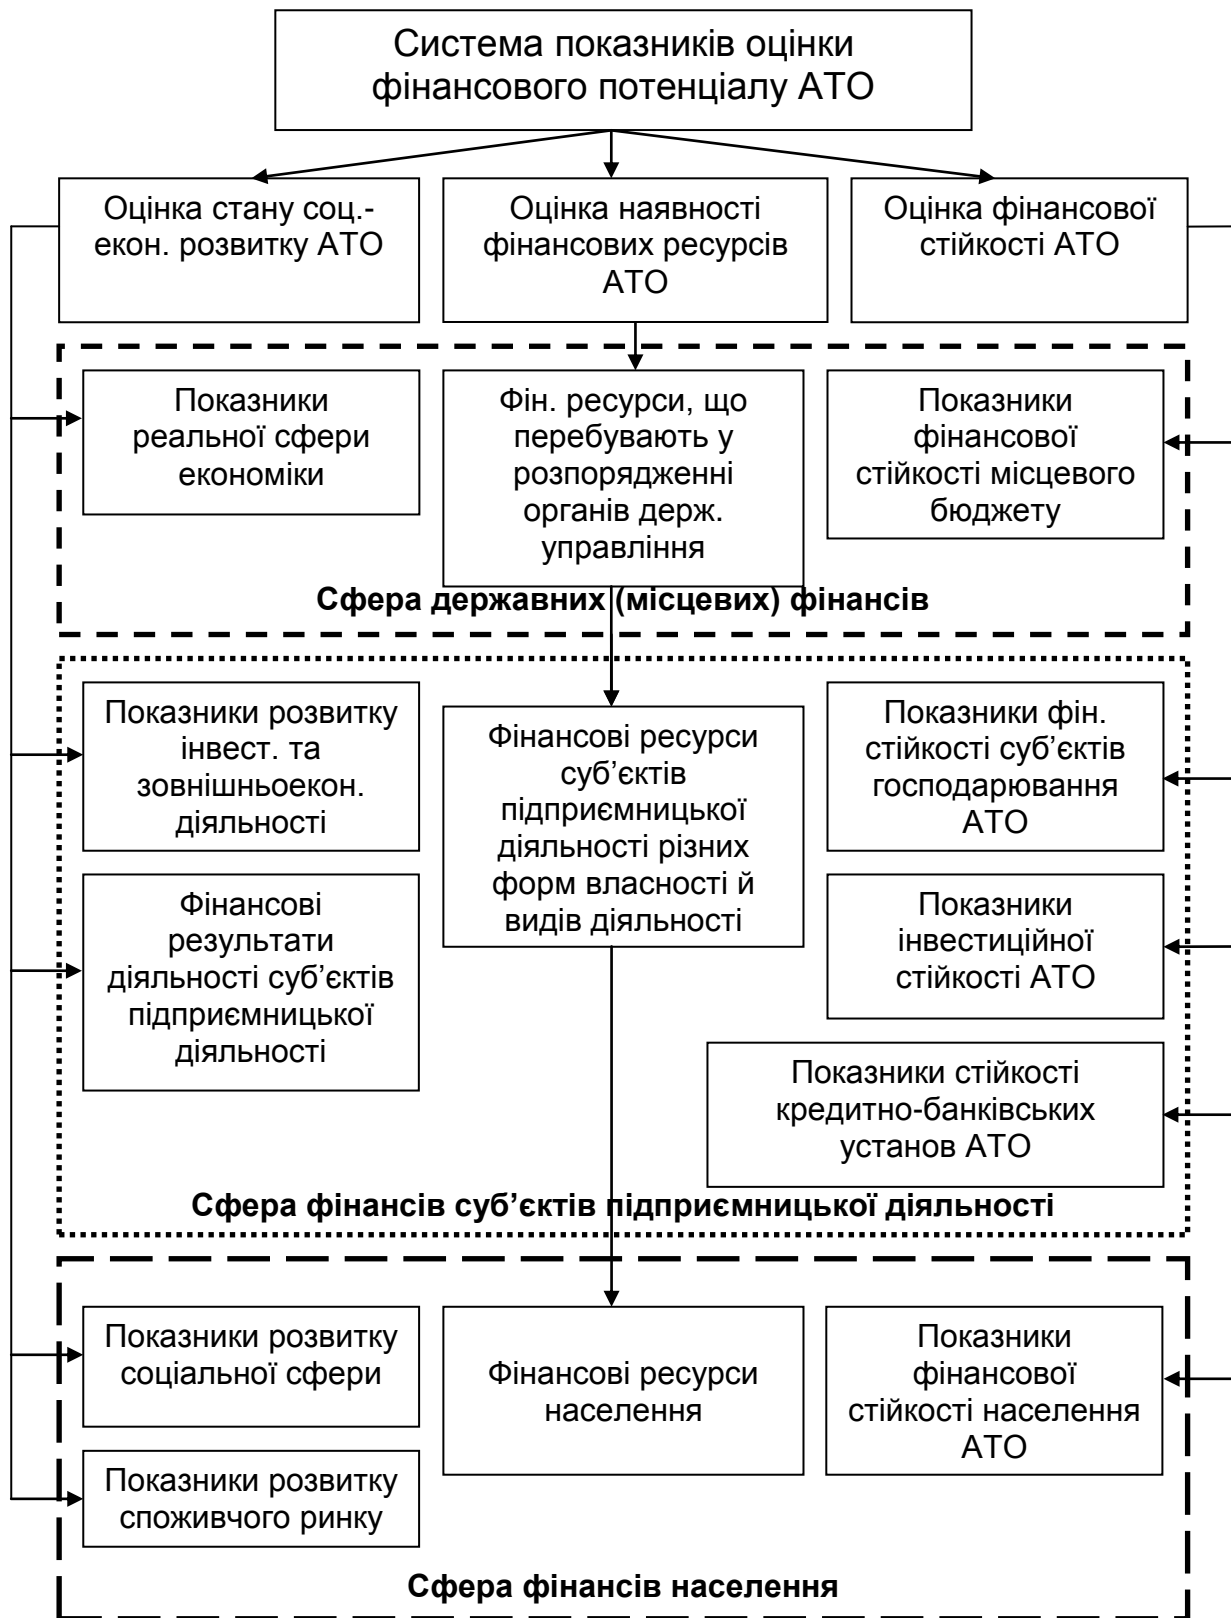 Система показників оцінки
фінансового потенціалу АТО
Оцінка стану соц.-
екон. розвитку АТО
Оцінка наявності
фінансових ресурсів
АТО
Оцінка фінансової
стійкості АТО
Показники
реальної сфери
економіки
Фін. ресурси, що
перебувають у
розпорядженні
органів держ.
управління
Показники
фінансової
стійкості місцевого
бюджету
Сфера державних (місцевих) фінансів
Показники розвитку
інвест. та
зовнішньоекон.
діяльності
Фінансові ресурси
суб’єктів
підприємницької
діяльності різних
форм власності й
видів діяльності
Показники фін.
стійкості суб’єктів
господарювання
АТО
Фінансові
результати
діяльності суб’єктів
підприємницької
діяльності
Показники
інвестиційної
стійкості АТО
Показники стійкості
кредитно-банківських
установ АТО
Сфера фінансів суб’єктів підприємницької діяльності
Показники розвитку
соціальної сфери
Фінансові ресурси
населення
Показники
фінансової
стійкості населення
АТО
Показники розвитку
споживчого ринку
Сфера фінансів населення